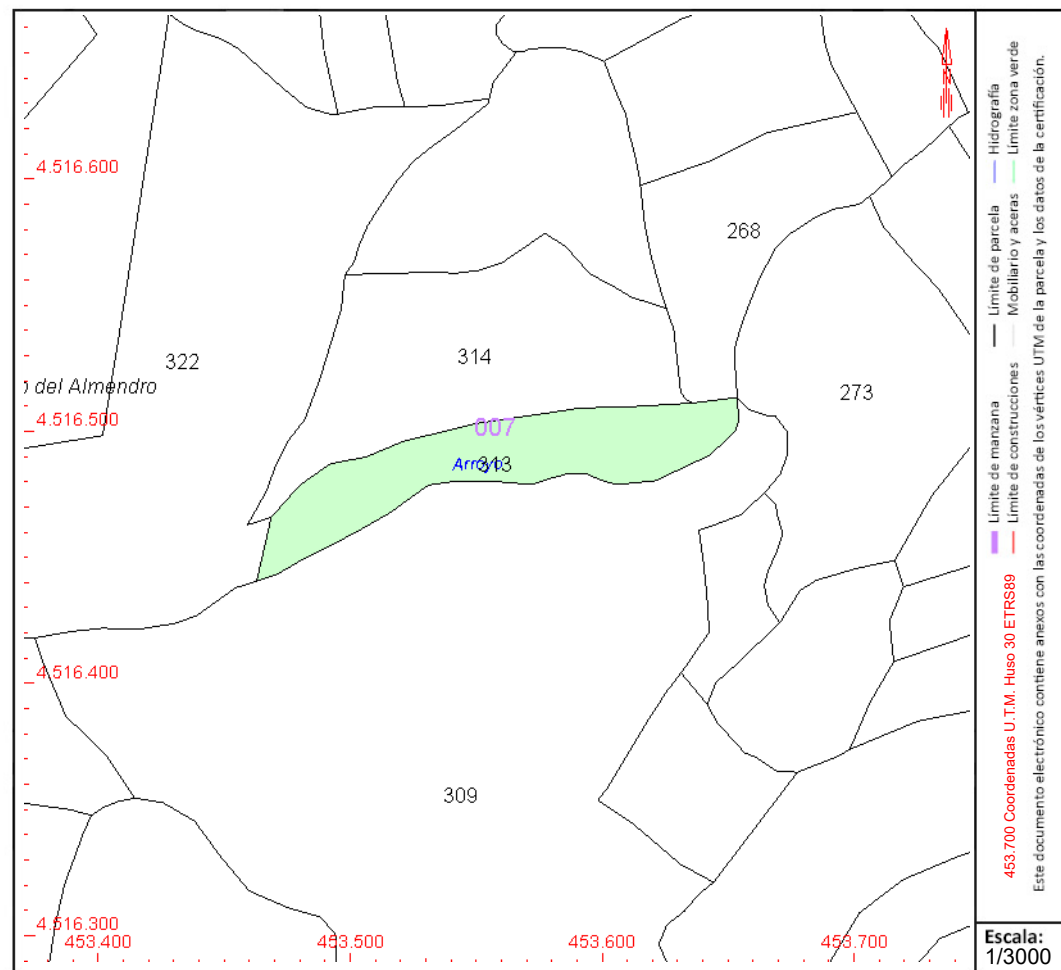 4.516.600
268
322
314
o del Almendro
273
4.516.500
007
Arroyo
313
4.516.400
309
4.516.300
453.400
453.500
453.600
453.700
Límite de manzana
Límite de parcela
Hidrografía
Límite de construcciones
Mobiliario y aceras
Límite zona verde
453.700 Coordenadas U.T.M. Huso 30 ETRS89
Este documento electrónico contiene anexos con las coordenadas de los vértices UTM de la parcela y los datos de la certificación.
Escala:
1/3000